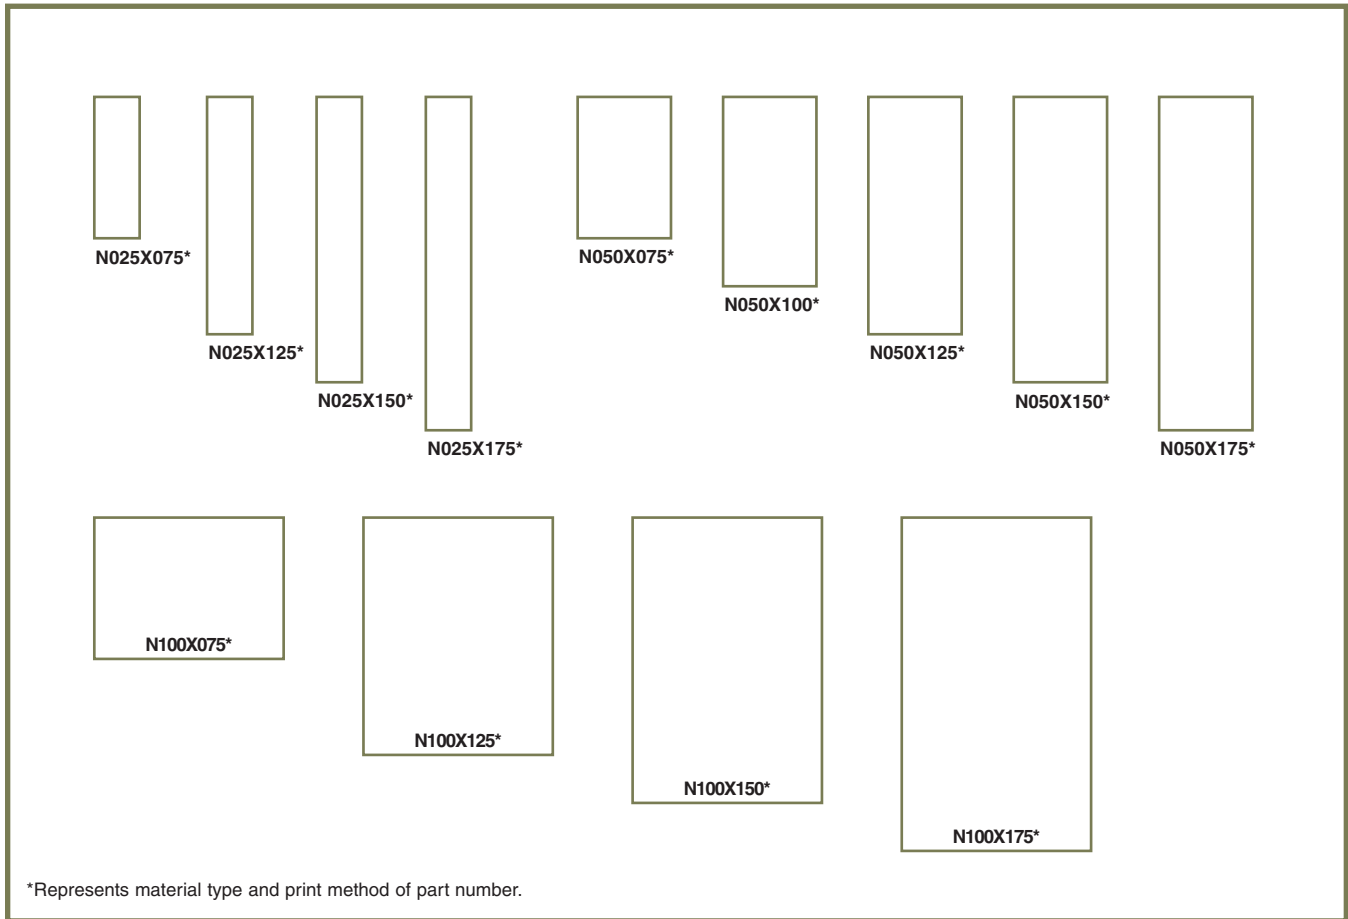 N025X075*
N025X125*
N025X150*
N025X175*
N050X075*
N050X100*
N050X125*
N050X150*
N050X175*
N100X075*
N100X125*
N100X150*
N100X175*
*Represents material type and print method of part number.